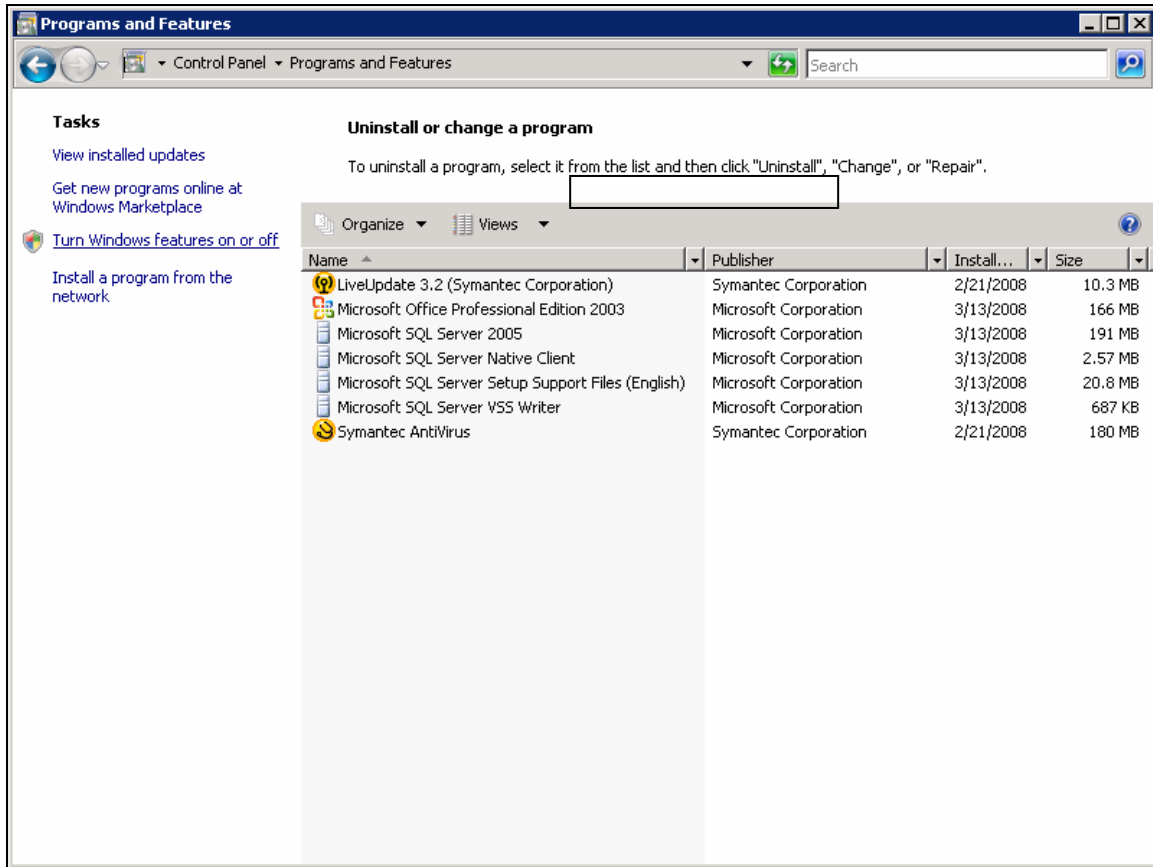 Programs and Features
Control Panel Programs and Features
Search
Tasks
View installed updates
Get new programs online at
Windows Marketplace
Turn Windows features on or off
Install a program from the
network
Uninstall or change a program
To uninstall a program, select it from the list and then click "Uninstall", "Change", or "Repair".
Organize Views
Name Publisher Install... Size
LiveUpdate 3.2 (Symantec Corporation) Symantec Corporation 2/21/2008 10.3 MB
Microsoft Office Professional Edition 2003 Microsoft Corporation 3/13/2008 166 MB
Microsoft SQL Server 2005 Microsoft Corporation 3/13/2008 191 MB
Microsoft SQL Server Native Client Microsoft Corporation 3/13/2008 2.57 MB
Microsoft SQL Server Setup Support Files (English) Microsoft Corporation 3/13/2008 20.8 MB
Microsoft SQL Server VSS Writer Microsoft Corporation 3/13/2008 687 KB
Symantec AntiVirus Symantec Corporation 2/21/2008 180 MB